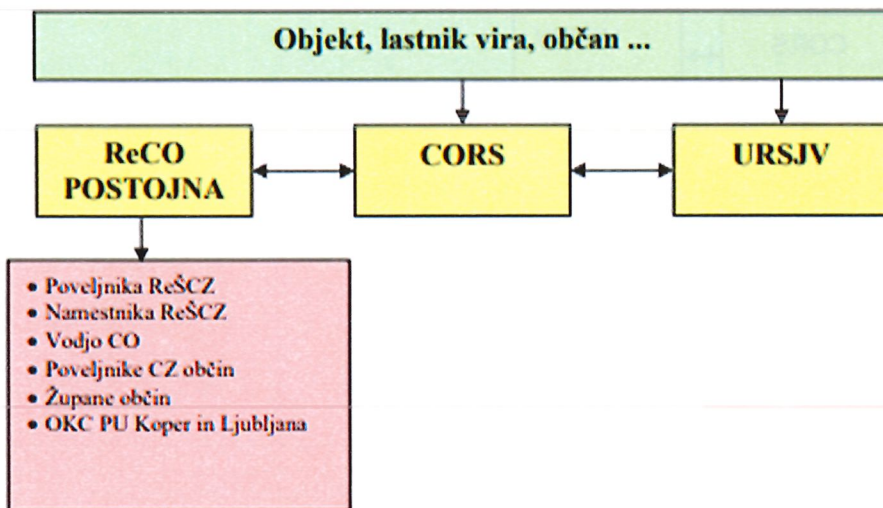 Objekt, lastnik vira, občan ...
ReCO
POSTOJNA
CORS
URSJV
• Poveljnika ReŠCZ
• Namestnika ReŠCZ
• Vodjo CO
• Poveljnike CZ občin
• Župane občin
• OKC PU Koper in Ljubljana